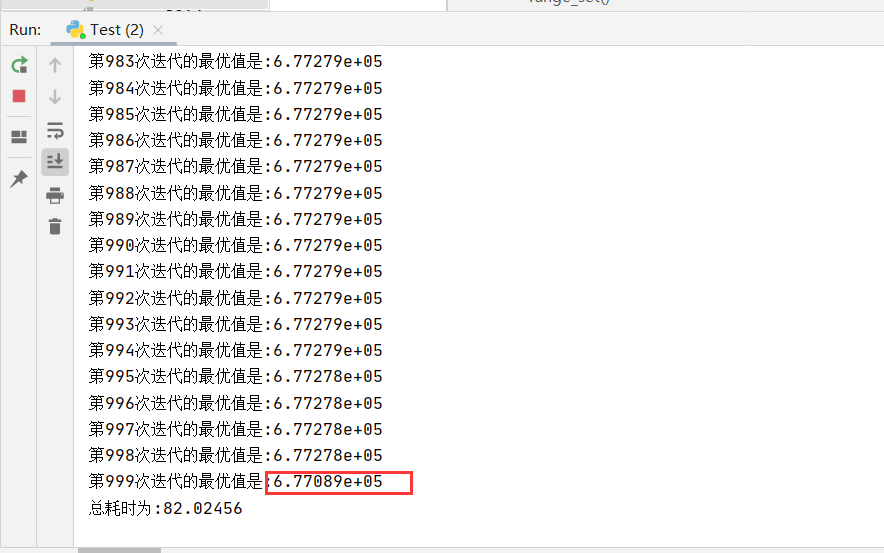 range_set()
Run:
Test (2)
第983次迭代的最优值是:6.77279e+05
第984次迭代的最优值是:6.77279e+05
第985次迭代的最优值是:6.77279e+05
第986次迭代的最优值是:6.77279e+05
第987次迭代的最优值是:6.77279e+05
第988次迭代的最优值是:6.77279e+05
第989次迭代的最优值是:6.77279e+05
第990次迭代的最优值是:6.77279e+05
第991次迭代的最优值是:6.77279e+05
第992次迭代的最优值是:6.77279e+05
第993次迭代的最优值是:6.77279e+05
第994次迭代的最优值是:6.77279e+05
第995次迭代的最优值是:6.77278e+05
第996次迭代的最优值是:6.77278e+05
第997次迭代的最优值是:6.77278e+05
第998次迭代的最优值是:6.77278e+05
第999次迭代的最优值是:6.77089e+05
总耗时为:82.02456